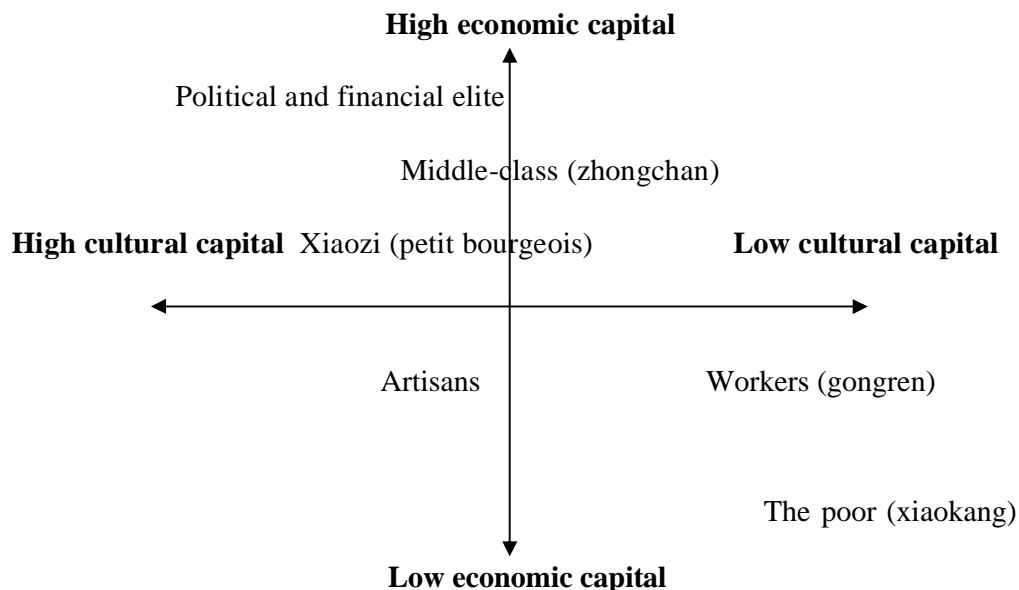 High economic capital
Political and financial elite
Middle-class (zhongchan)
High cultural capital Xiaozi (petit bourgeois) Low cultural capital
Artisans Workers (gongren)
The poor (xiaokang)
Low economic capital